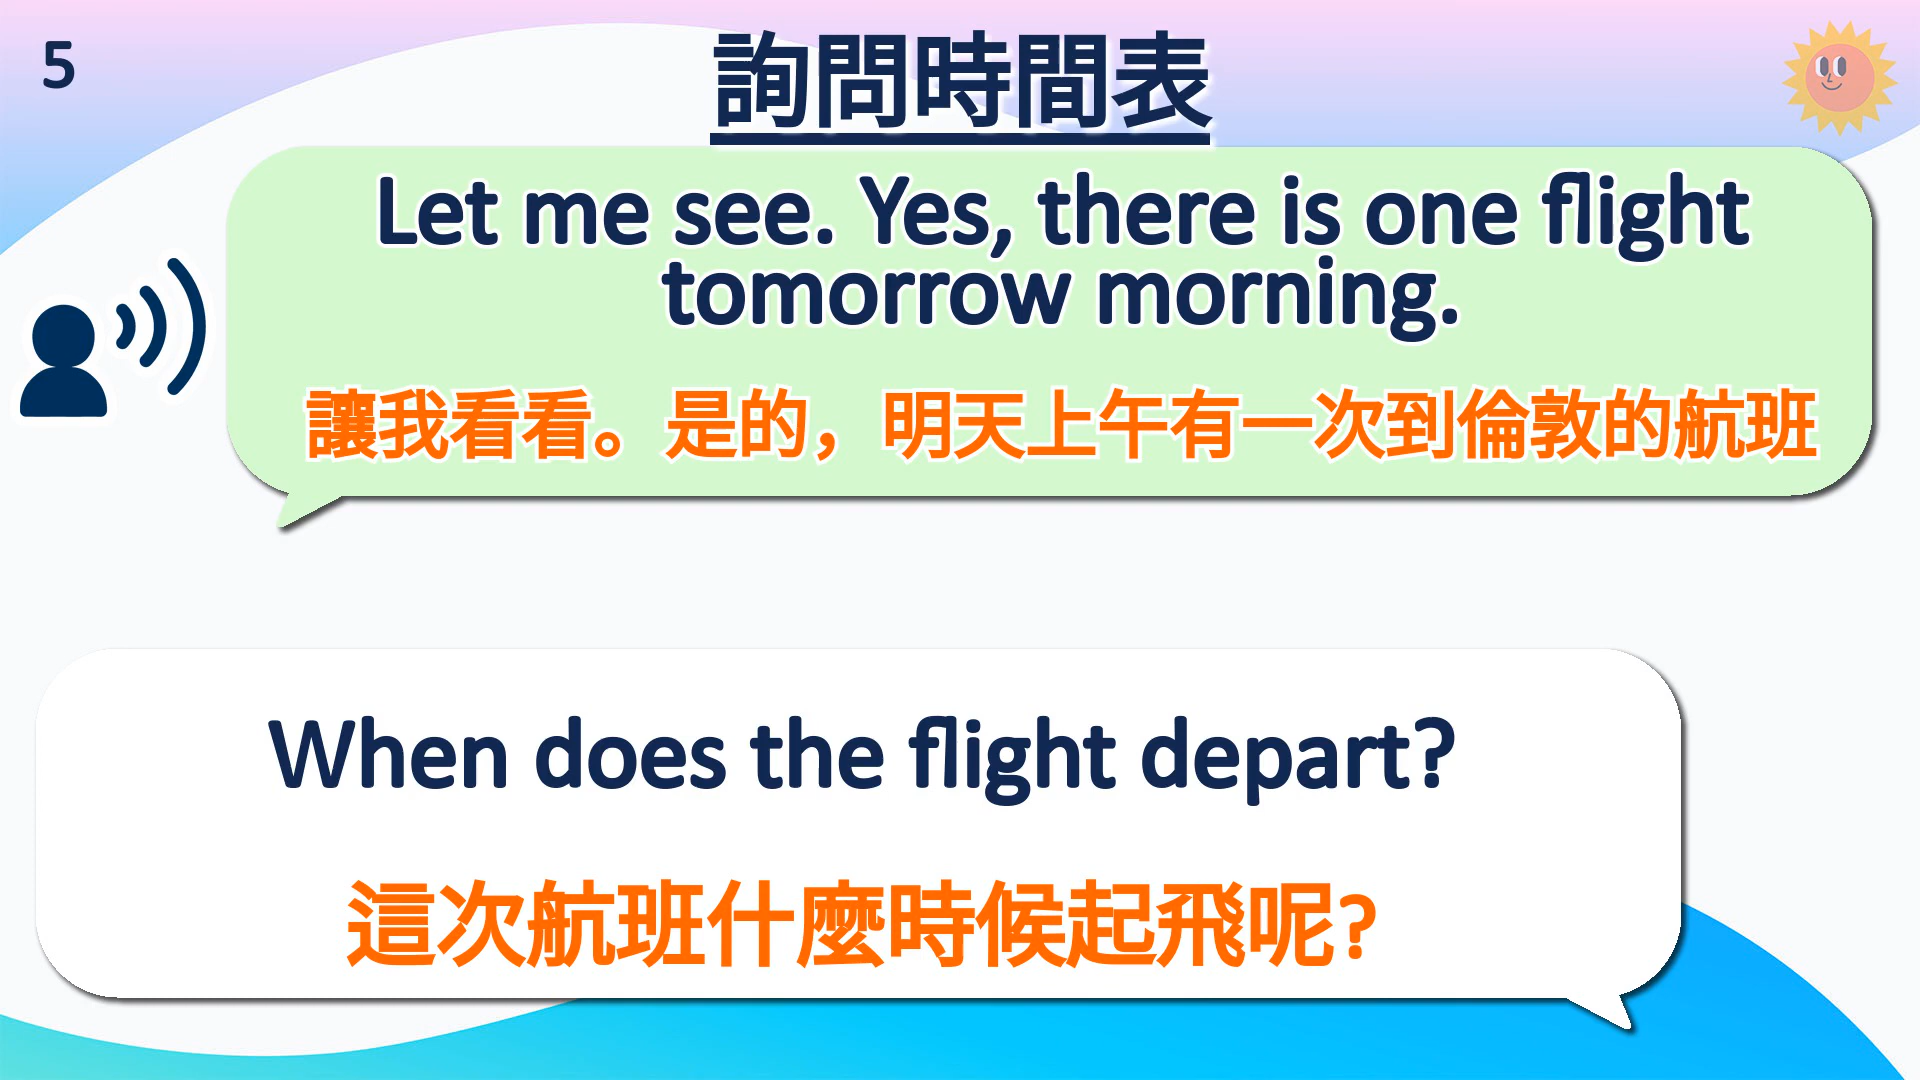 5
詢問時間表
Let me see. Yes, there is one flight
tomorrow morning.
讓我看看。是的，明天上午有一次到倫敦的航班
When does the flight depart?
這次航班什麼時候起飛呢?